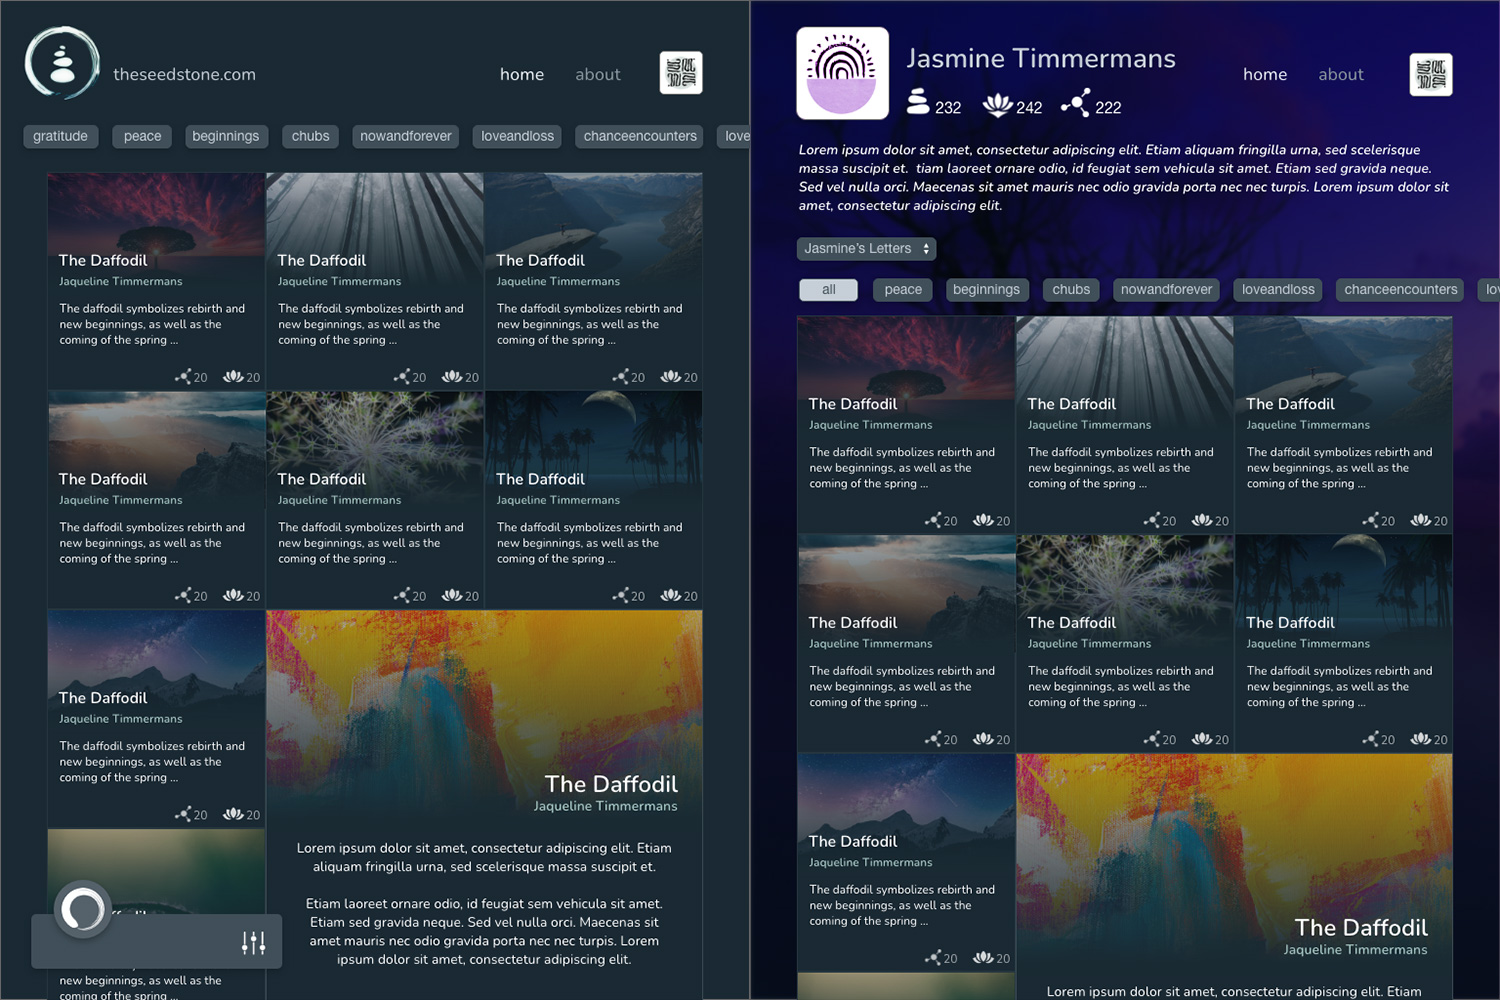 theseedstone.com
home about
gratitude peace beginnings chubs nowandforever loveandloss chanceencounters love
The Daffodil
Jaqueline Timmermans
The daffodil symbolizes rebirth and
new beginnings, as well as the
coming of the spring ...
20 20
The Daffodil
Jaqueline Timmermans
The daffodil symbolizes rebirth and
new beginnings, as well as the
coming of the spring ...
20 20
The Daffodil
Jaqueline Timmermans
The daffodil symbolizes rebirth and
new beginnings, as well as the
coming of the spring ...
20 20
The Daffodil
Jaqueline Timmermans
The daffodil symbolizes rebirth and
new beginnings, as well as the
coming of the spring ...
20 20
The Daffodil
Jaqueline Timmermans
The daffodil symbolizes rebirth and
new beginnings, as well as the
coming of the spring ...
20 20
The Daffodil
Jaqueline Timmermans
The daffodil symbolizes rebirth and
new beginnings, as well as the
coming of the spring ...
20 20
The Daffodil
Jaqueline Timmermans
The daffodil symbolizes rebirth and
new beginnings, as well as the
coming of the spring ...
20 20
new beginnings, as well as the
coming of the spring ...
The Daffodil
Jaqueline Timmermans
Lorem ipsum dolor sit amet, consectetur adipiscing elit. Etiam
aliquam fringilla urna, sed scelerisque massa suscipit et.
Etiam laoreet ornare odio, id feugiat sem vehicula sit amet.
Etiam sed gravida neque. Sed vel nulla orci. Maecenas sit
amet mauris nec odio gravida porta nec nec turpis. Lorem
ipsum dolor sit amet, consectetur adipiscing elit.
Jasmine Timmermans
232 242 222
home about
Lorem ipsum dolor sit amet, consectetur adipiscing elit. Etiam aliquam fringilla urna, sed scelerisque
massa suscipit et. tiam laoreet ornare odio, id feugiat sem vehicula sit amet. Etiam sed gravida neque.
Sed vel nulla orci. Maecenas sit amet mauris nec odio gravida porta nec nec turpis. Lorem ipsum dolor sit
amet, consectetur adipiscing elit.
Jasmine's Letters
all peace beginnings chubs nowandforever loveandloss chanceencounters lov
The Daffodil
Jaqueline Timmermans
The daffodil symbolizes rebirth and
new beginnings, as well as the
coming of the spring ...
20 20
The Daffodil
Jaqueline Timmermans
The daffodil symbolizes rebirth and
new beginnings, as well as the
coming of the spring ...
20 20
The Daffodil
Jaqueline Timmermans
The daffodil symbolizes rebirth and
new beginnings, as well as the
coming of the spring ...
20 20
The Daffodil
Jaqueline Timmermans
The daffodil symbolizes rebirth and
new beginnings, as well as the
coming of the spring ...
20 20
The Daffodil
Jaqueline Timmermans
The daffodil symbolizes rebirth and
new beginnings, as well as the
coming of the spring ...
20 20
The Daffodil
Jaqueline Timmermans
The daffodil symbolizes rebirth and
new beginnings, as well as the
coming of the spring ...
20 20
The Daffodil
Jaqueline Timmermans
The daffodil symbolizes rebirth and
new beginnings, as well as the
coming of the spring ...
20 20
The Daffodil
Jaqueline Timmermans
Lorem ipsum dolor sit amet, consectetur adipiscing elit. Etiam